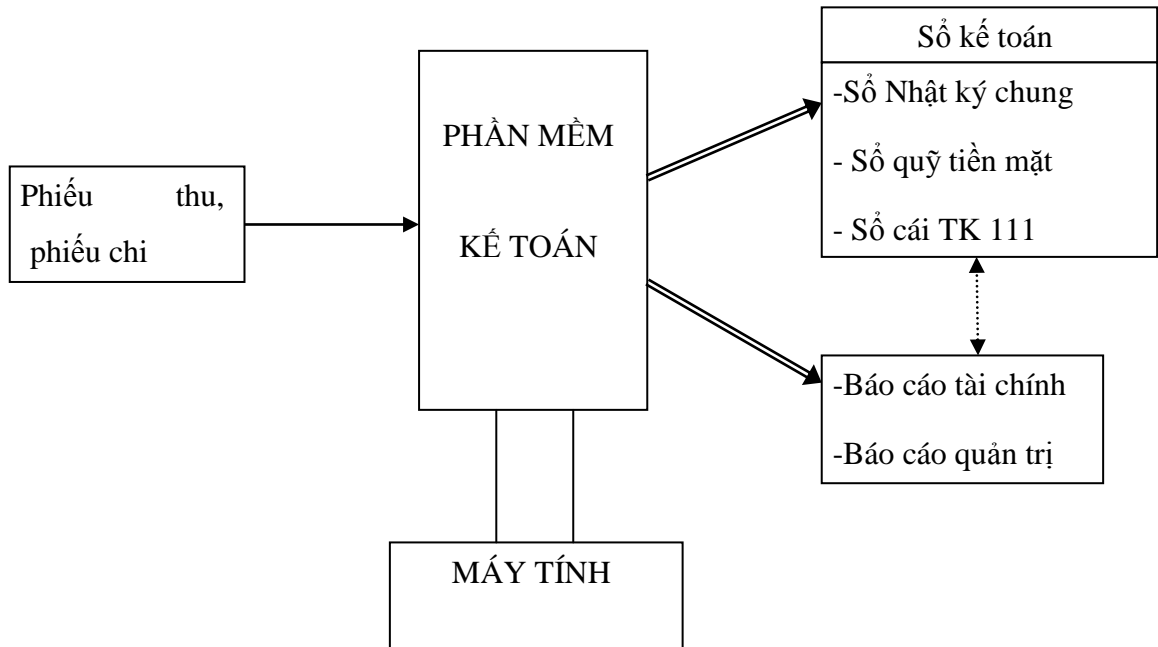 Phiếu thu,
phiếu chi
PHẦN MỀM
KẾ TOÁN
MÁY TÍNH
Sổ kế toán
-Sổ Nhật ký chung
- Sổ quỹ tiền mặt
- Sổ cái TK 111
-Báo cáo tài chính
-Báo cáo quản trị